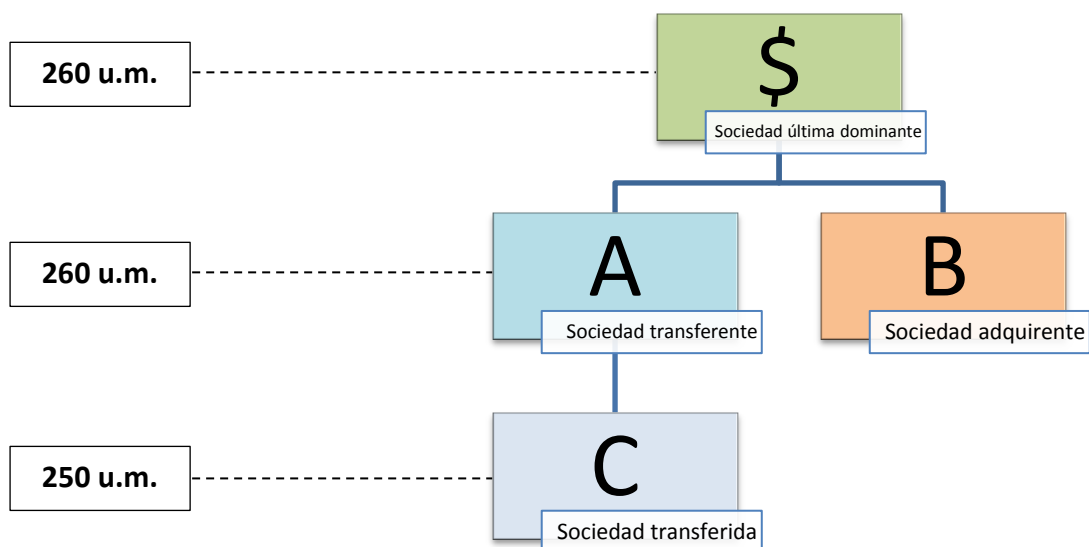 260 u.m.
$
Sociedad última dominante
260 u.m.
A
Sociedad transferente
B
Sociedad adquirente
250 u.m.
C
Sociedad transferida